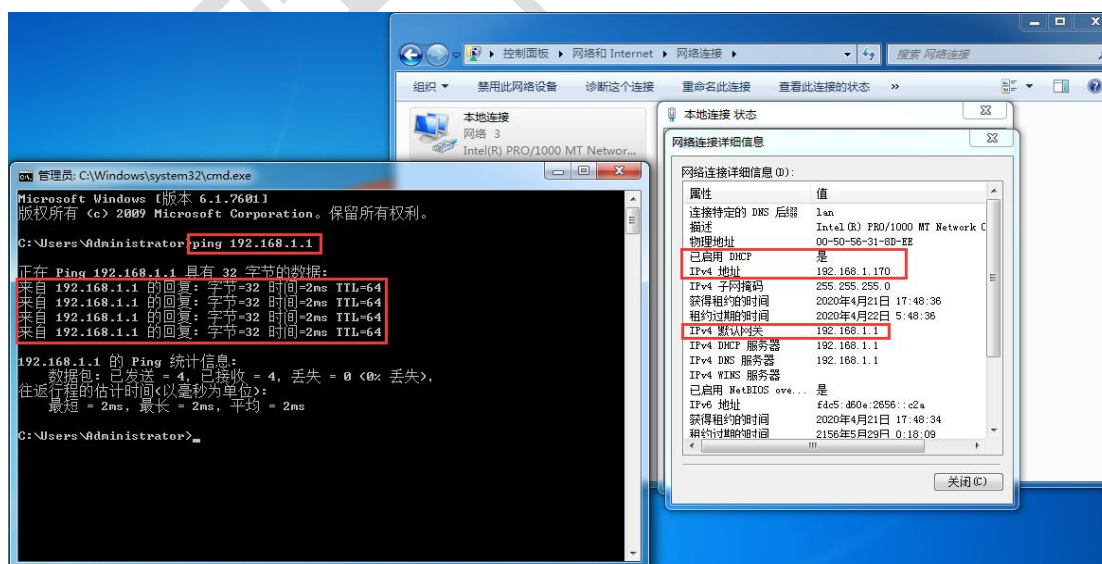 控制面板 ▸ 网络和 Internet ▸ 网络连接 ▸
搜索 网络连接
组织 ▼ 禁用此网络设备 诊断这个连接 重命名此连接 查看此连接的状态 »
本地连接
网络 3
Intel(R) PRO/1000 MT Networ...
本地连接 状态
网络连接详细信息
网络连接详细信息(D):
属性 值
连接特定的 DNS 后缀 lan
描述 Intel(R) PRO/1000 MT Network C
物理地址 00-50-56-31-8D-EE
已启用 DHCP 是
IPv4 地址 192.168.1.170
IPv4 子网掩码 255.255.255.0
获得租约的时间 2020年4月21日 17:48:36
租约过期的时间 2020年4月22日 5:48:36
IPv4 默认网关 192.168.1.1
IPv4 DHCP 服务器 192.168.1.1
IPv4 DNS 服务器 192.168.1.1
IPv4 WINS 服务器
已启用 NetBIOS ove... 是
IPv6 地址 fdc5:d60e:2656::c2a
获得租约的时间 2020年4月21日 17:48:34
租约过期的时间 2156年5月29日 0:18:09
关闭(C)
管理员: C:\Windows\system32\cmd.exe
Microsoft Windows [版本 6.1.7601]
版权所有 (c) 2009 Microsoft Corporation。保留所有权利。
C:\Users\Administrator>ping 192.168.1.1
正在 Ping 192.168.1.1 具有 32 字节的数据:
来自 192.168.1.1 的回复: 字节=32 时间=2ms TTL=64
来自 192.168.1.1 的回复: 字节=32 时间=2ms TTL=64
来自 192.168.1.1 的回复: 字节=32 时间=2ms TTL=64
来自 192.168.1.1 的回复: 字节=32 时间=2ms TTL=64
192.168.1.1 的 Ping 统计信息:
数据包: 已发送 = 4, 已接收 = 4, 丢失 = 0 (0% 丢失),
往返行程的估计时间(以毫秒为单位):
最短 = 2ms, 最长 = 2ms, 平均 = 2ms
C:\Users\Administrator>_